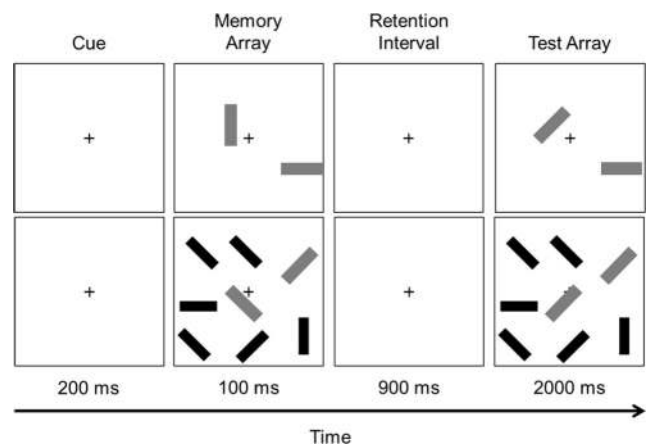 Cue
Memory
Array
Retention
Interval
Test Array
200 ms
100 ms
900 ms
2000 ms
Time